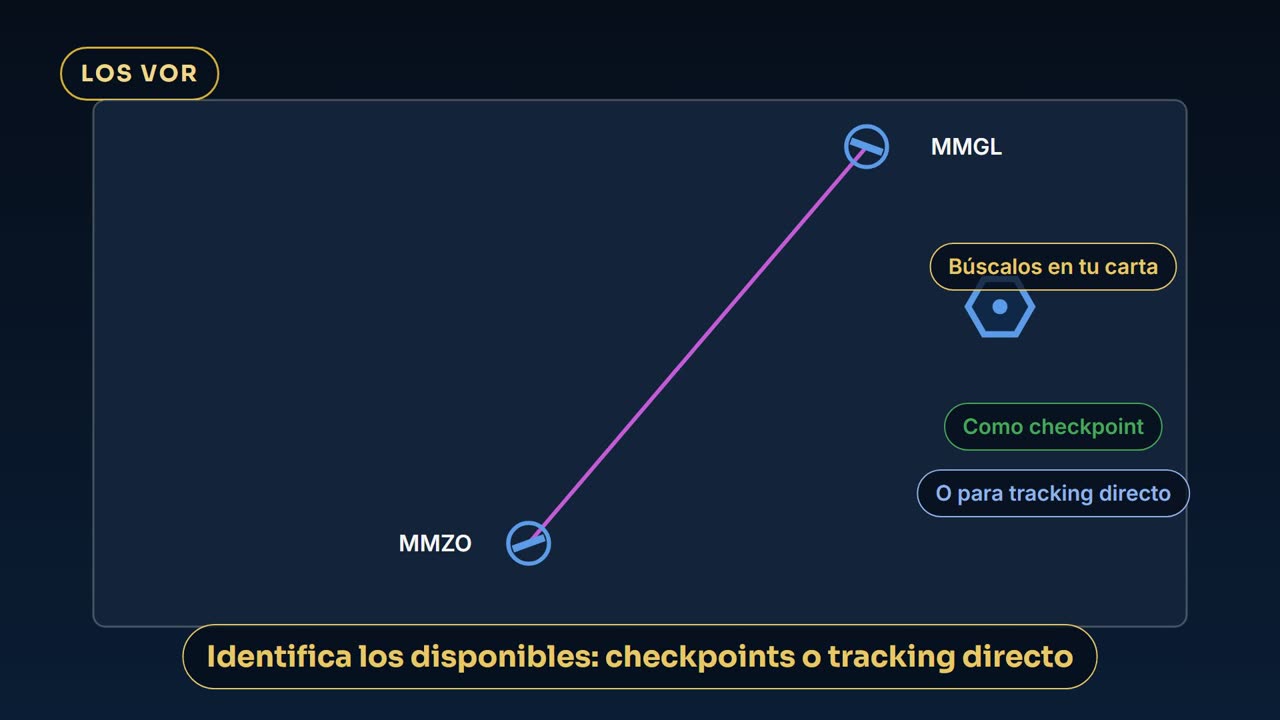 LOS VOR
MMGL
Búscalos en tu carta
Como checkpoint
O para tracking directo
MMZO
Identifica los disponibles: checkpoints o tracking directo